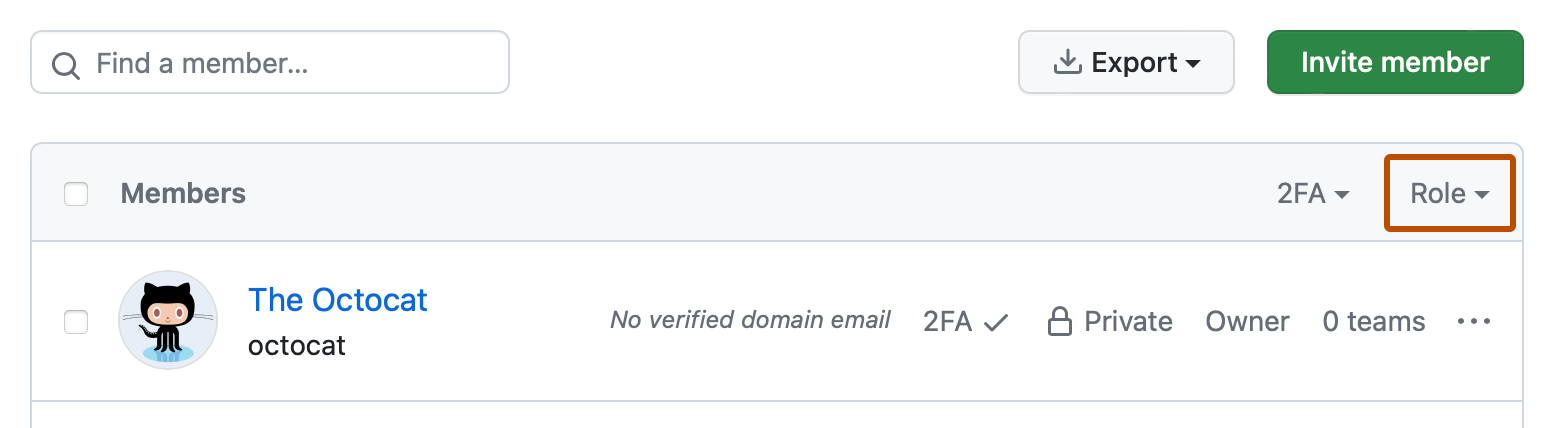 Find a member... Export Invite member
Members 2FA Role
The Octocat
octocat
No verified domain email 2FA Private Owner 0 teams